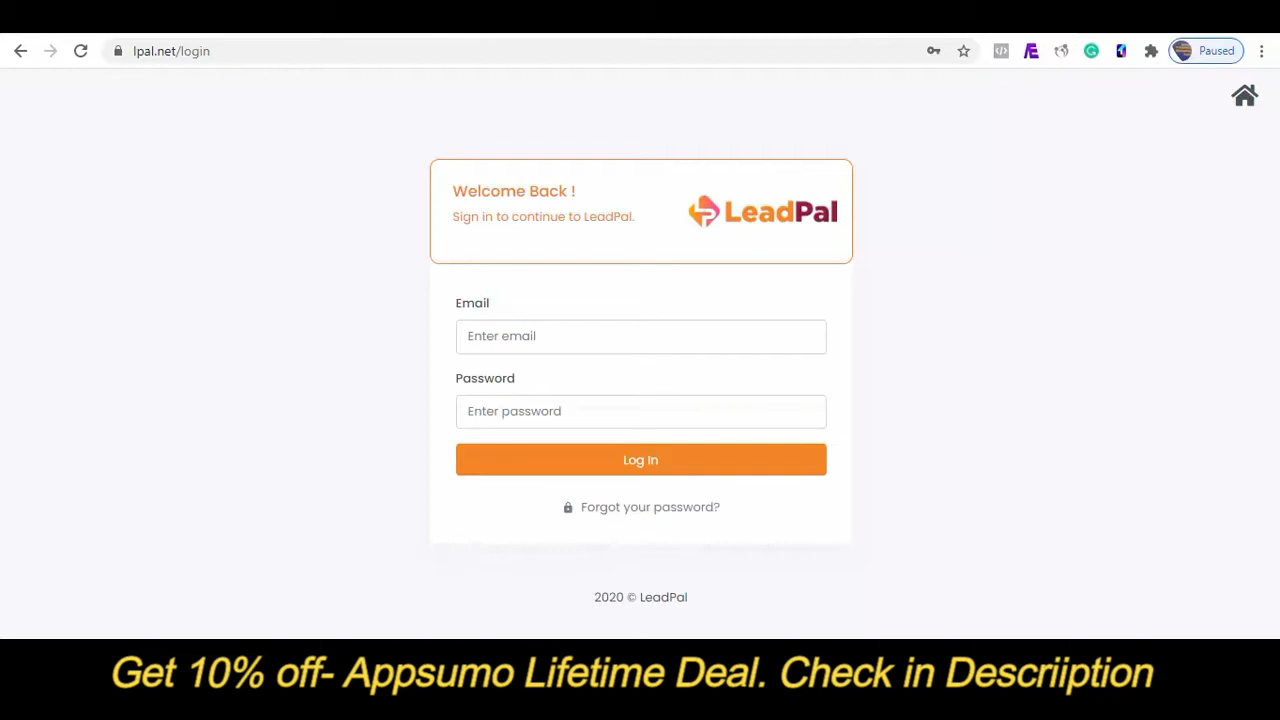 lpal.net/login
Paused
Welcome Back !
Sign in to continue to LeadPal.
LeadPal
Email
Enter email
Password
Enter password
Log In
Forgot your password?
2020 © LeadPal
Get 10% off- Appsumo Lifetime Deal. Check in Descriiption